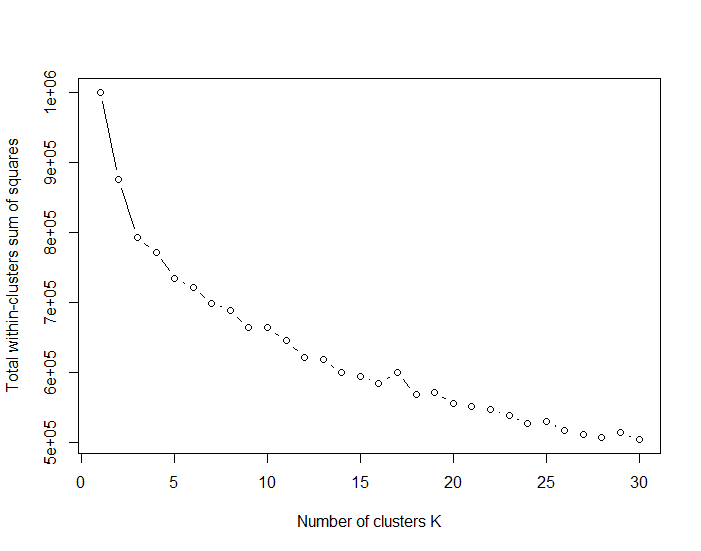 Total within-clusters sum of squares
1e+06
9e+05
8e+05
7e+05
6e+05
5e+05
0 5 10 15 20 25 30
Number of clusters K